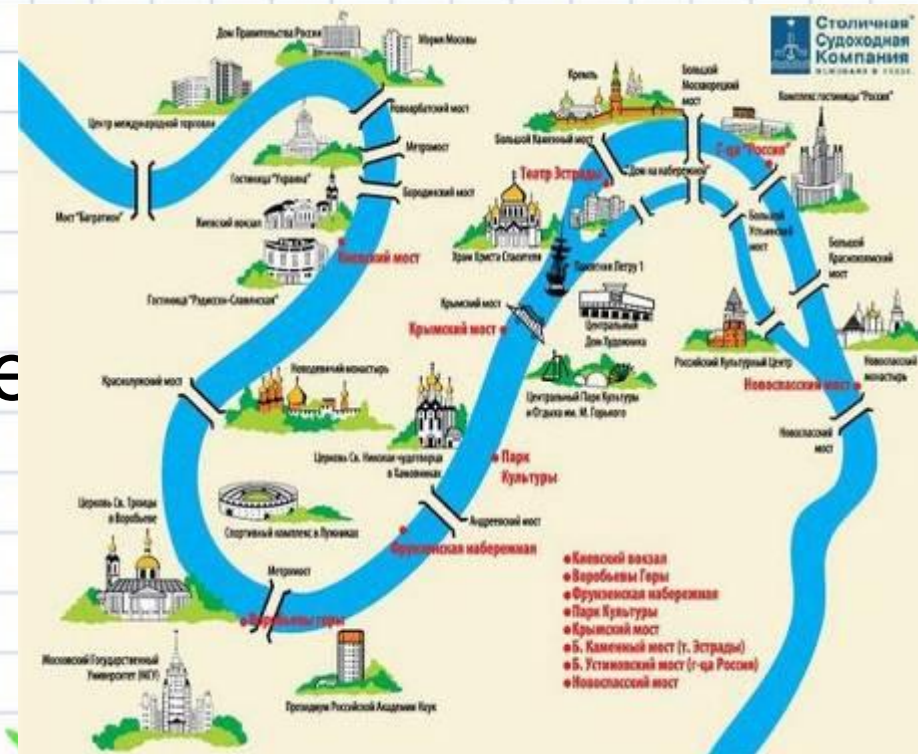 Столичная
Судоходная
Компания
Дом Правительства России
Мэрия Москвы
Центр международной торговли
Новоарбатский мост
Метромост
Гостиница "Украина"
Бородинский мост
Мост "Багратион"
Киевский вокзал
Киевский мост
Гостиница "Рэдиссон-Славянская"
Кремль
Большой
Москворецкий
мост
Комплекс гостиницы "Россия"
Большой Каменный мост
Г-ца "Россия"
Театр Эстрады
"Дом на набережной"
Храм Христа Спасителя
Большой
Устьинский
мост
Большой
Краснохолмский
мост
Памятник Петру 1
Крымский мост
Крымский мост
Центральный
Дом Художника
Российский Культурный Центр
Новоспасский
монастырь
Новоспасский мост
Новоспасский
мост
Центральный Парк Культуры
и Отдыха им. М. Горького
Краснолужский мост
Новодевичий монастырь
Церковь Св. Николая чудотворца
в Хамовниках
Парк
Культуры
Церковь Св. Троицы
в Воробьеве
Спортивный комплекс в Лужниках
Андреевский мост
Фрунзенская набережная
Метромост
Воробьевы горы
Московский Государственный
Университет (МГУ)
Президиум Российской Академии Наук
Киевский вокзал
Воробьевы Горы
Фрунзенская набережная
Парк Культуры
Крымский мост
Б. Каменный мост (т. Эстрады)
Б. Устиновский мост (г-ца Россия)
Новоспасский мост
е